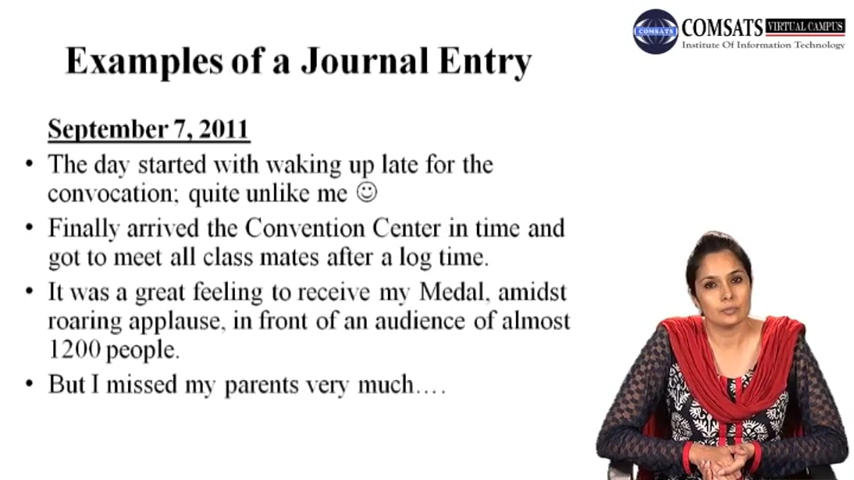 COMSATS VIRTUAL CAMPUS
COMSATS
Institute Of Information Technology
Examples of a Journal Entry
September 7, 2011
• The day started with waking up late for the
convocation; quite unlike me ☺
• Finally arrived the Convention Center in time and
got to meet all class mates after a log time.
• It was a great feeling to receive my Medal, amidst
roaring applause, in front of an audience of almost
1200 people.
• But I missed my parents very much….